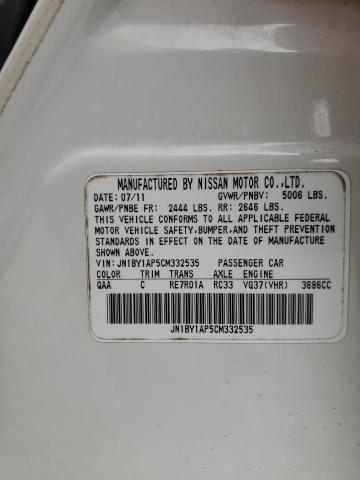 MANUFACTURED BY NISSAN MOTOR CO.,LTD.
DATE: 07/11 GVWR/PNBV: 5006 LBS.
GAWR/PNBE FR: 2444 LBS. RR: 2646 LBS.
THIS VEHICLE CONFORMS TO ALL APPLICABLE FEDERAL
MOTOR VEHICLE SAFETY,BUMPER,AND THEFT PREVENTION
STANDARDS IN EFFECT ON THE DATE OF MANUFACTURE
SHOWN ABOVE.
VIN: JN1BY1AP5CM332535 PASSENGER CAR
COLOR TRIM TRANS AXLE ENGINE
QAA C RE7R01A RC33 VQ37(VHR) 3696CC
JN1BY1AP5CM332535